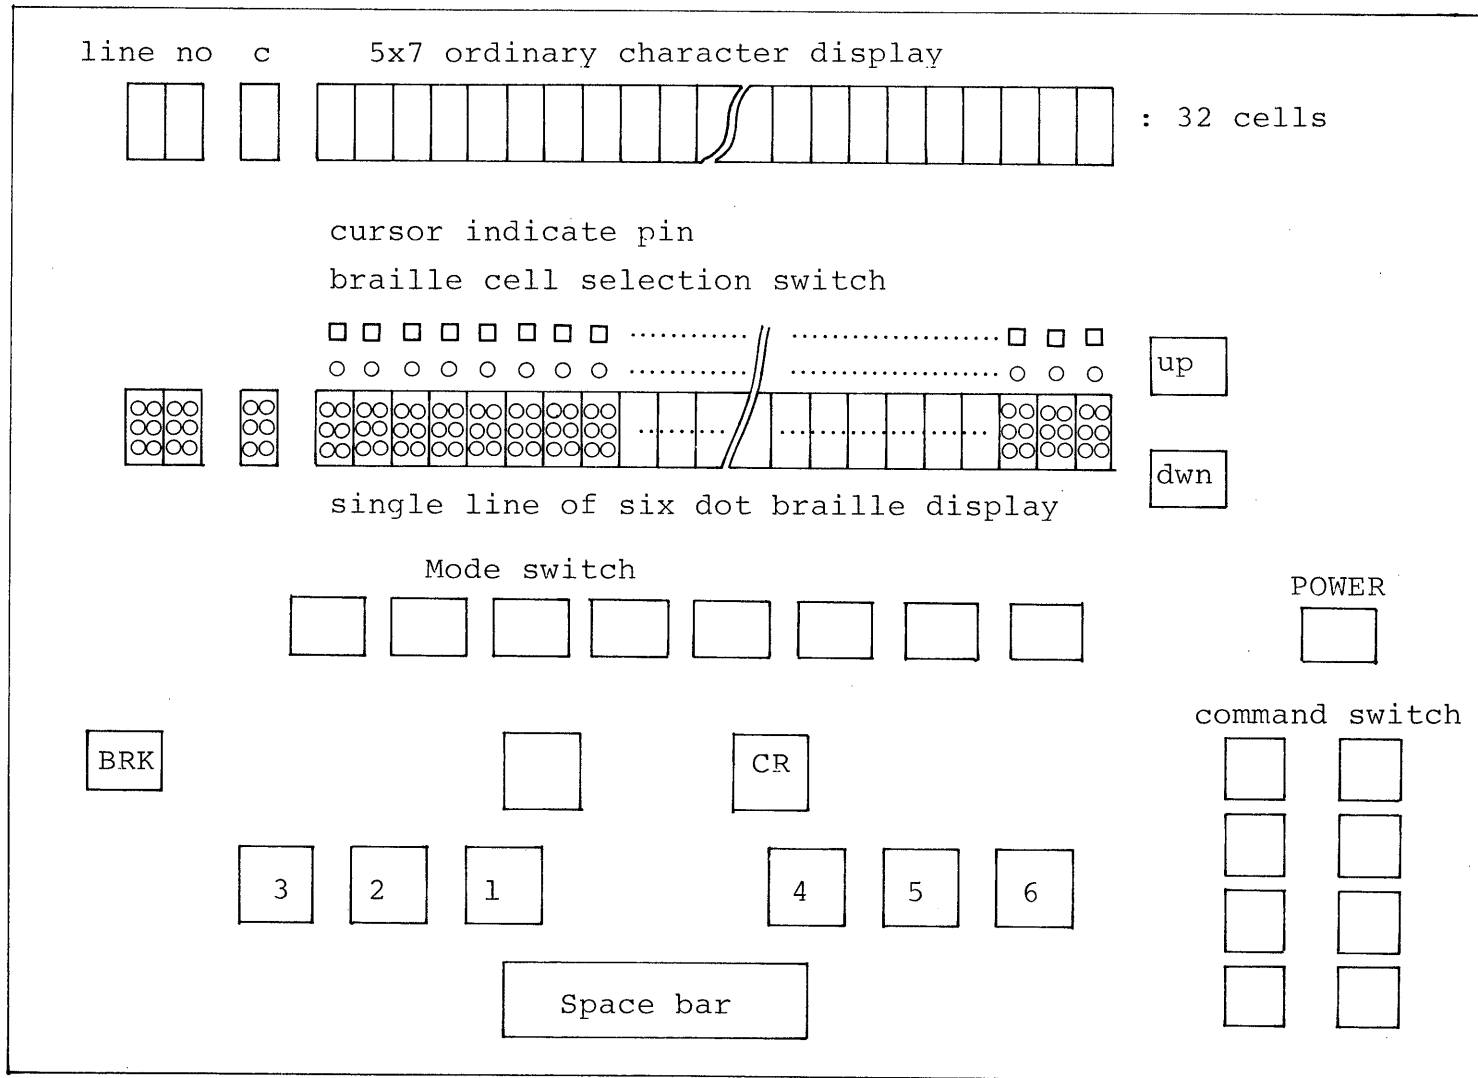 line no c 5x7 ordinary character display
: 32 cells
cursor indicate pin
braille cell selection switch
up
dwn
single line of six dot braille display
Mode switch
POWER
command switch
BRK
CR
3 2 1 4 5 6
Space bar